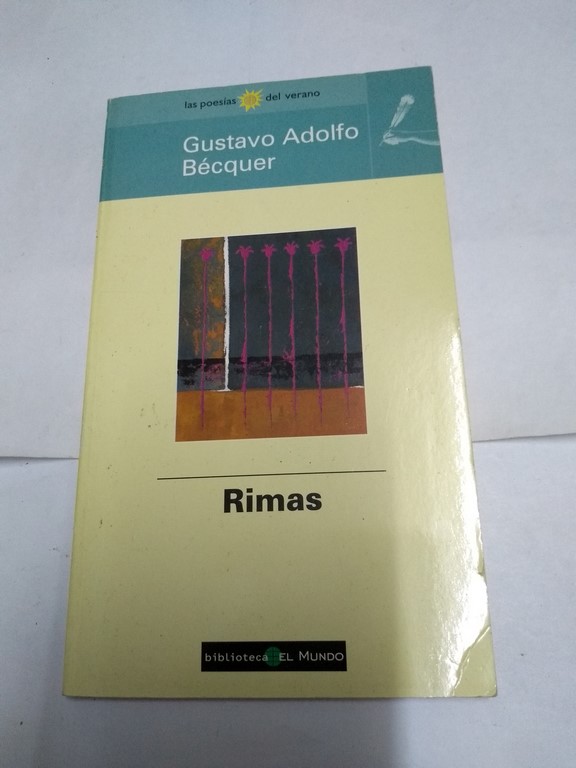 las poesías del verano
Gustavo Adolfo
Bécquer
Rimas
biblioteca EL MUNDO